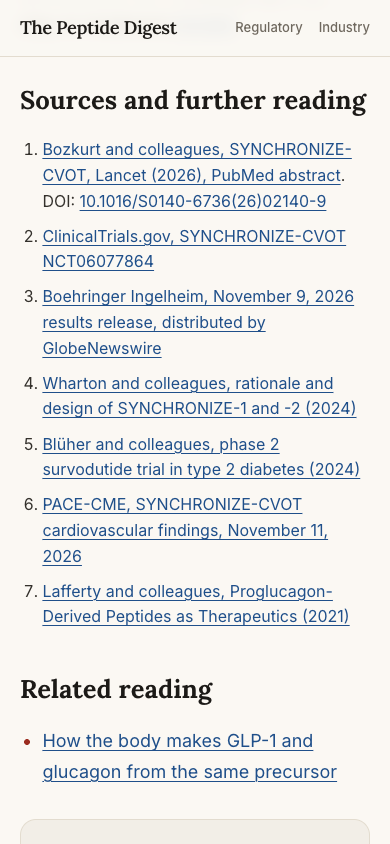 The Peptide Digest
Regulatory Industry
Sources and further reading
1. Bozkurt and colleagues, SYNCHRONIZE-
CVOT, Lancet (2026), PubMed abstract.
DOI: 10.1016/S0140-6736(26)02140-9
2. ClinicalTrials.gov, SYNCHRONIZE-CVOT
NCT06077864
3. Boehringer Ingelheim, November 9, 2026
results release, distributed by
GlobeNewswire
4. Wharton and colleagues, rationale and
design of SYNCHRONIZE-1 and -2 (2024)
5. Blüher and colleagues, phase 2
survodutide trial in type 2 diabetes (2024)
6. PACE-CME, SYNCHRONIZE-CVOT
cardiovascular findings, November 11,
2026
7. Lafferty and colleagues, Proglucagon-
Derived Peptides as Therapeutics (2021)
Related reading
• How the body makes GLP-1 and
glucagon from the same precursor